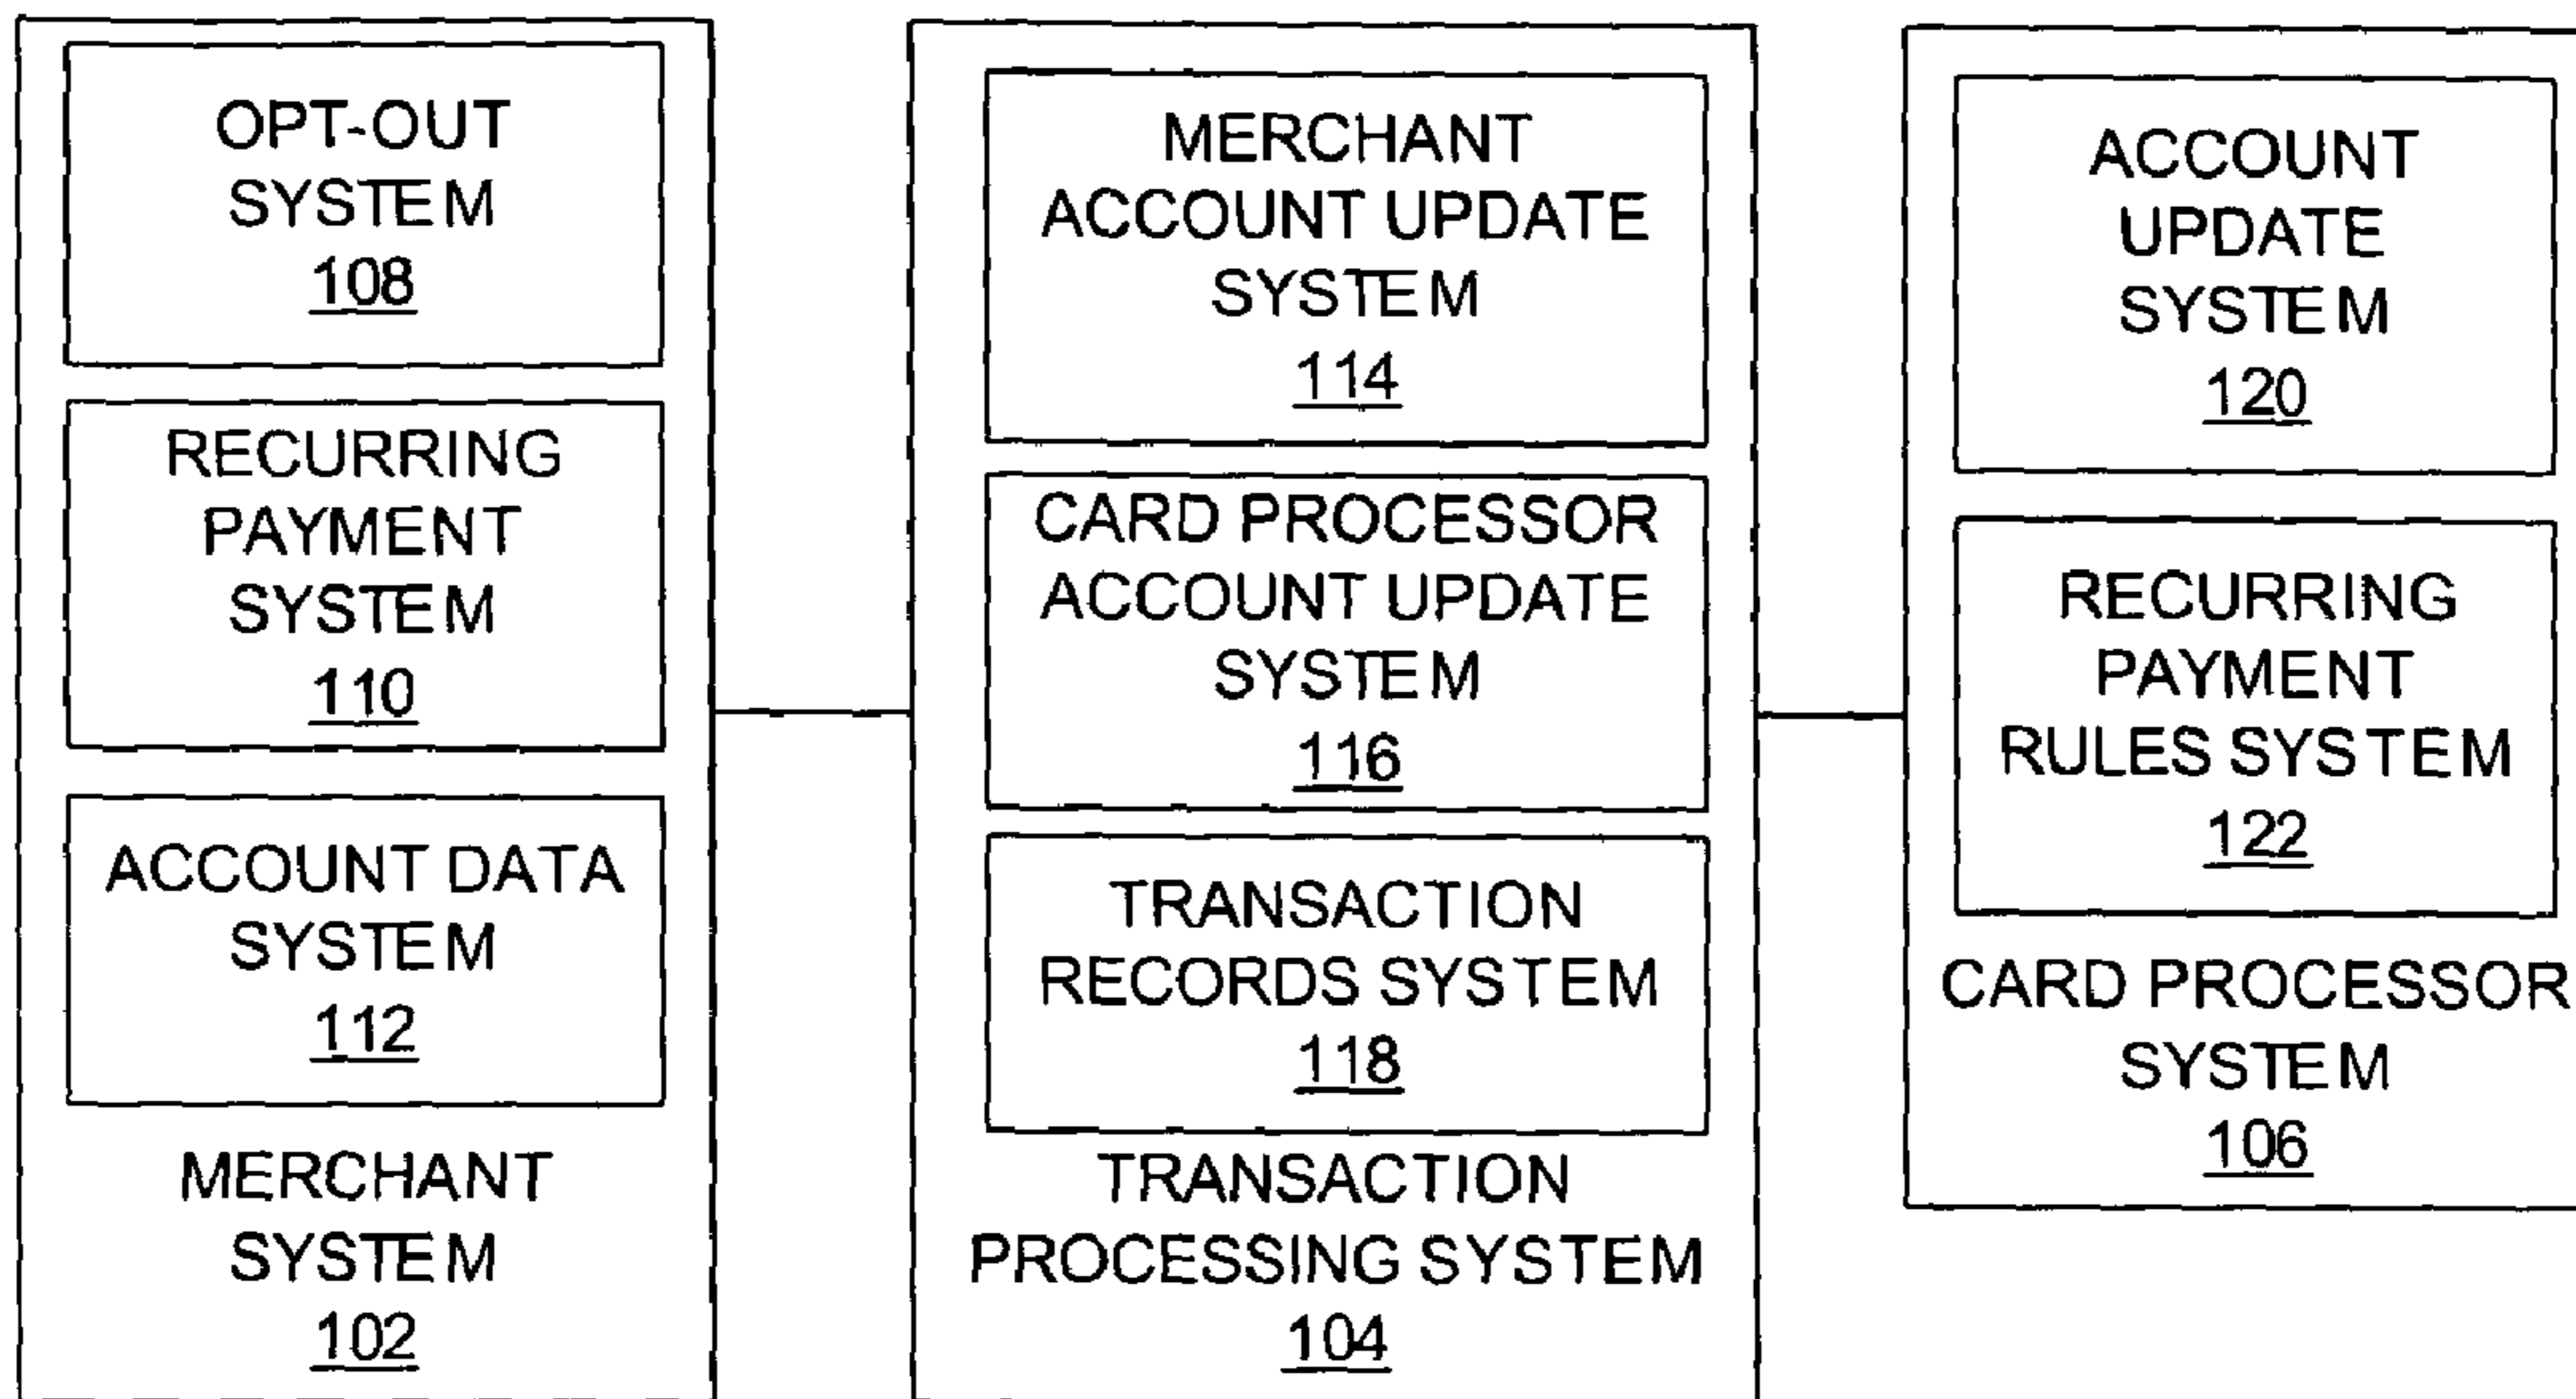 OPT-OUT
SYSTEM
108
RECURRING
PAYMENT
SYSTEM
110
ACCOUNT DATA
SYSTEM
112
MERCHANT
SYSTEM
102
MERCHANT
ACCOUNT UPDATE
SYSTEM
114
CARD PROCESSOR
ACCOUNT UPDATE
SYSTEM
116
TRANSACTION
RECORDS SYSTEM
118
TRANSACTION
PROCESSING SYSTEM
104
ACCOUNT
UPDATE
SYSTEM
120
RECURRING
PAYMENT
RULES SYSTEM
122
CARD PROCESSOR
SYSTEM
106